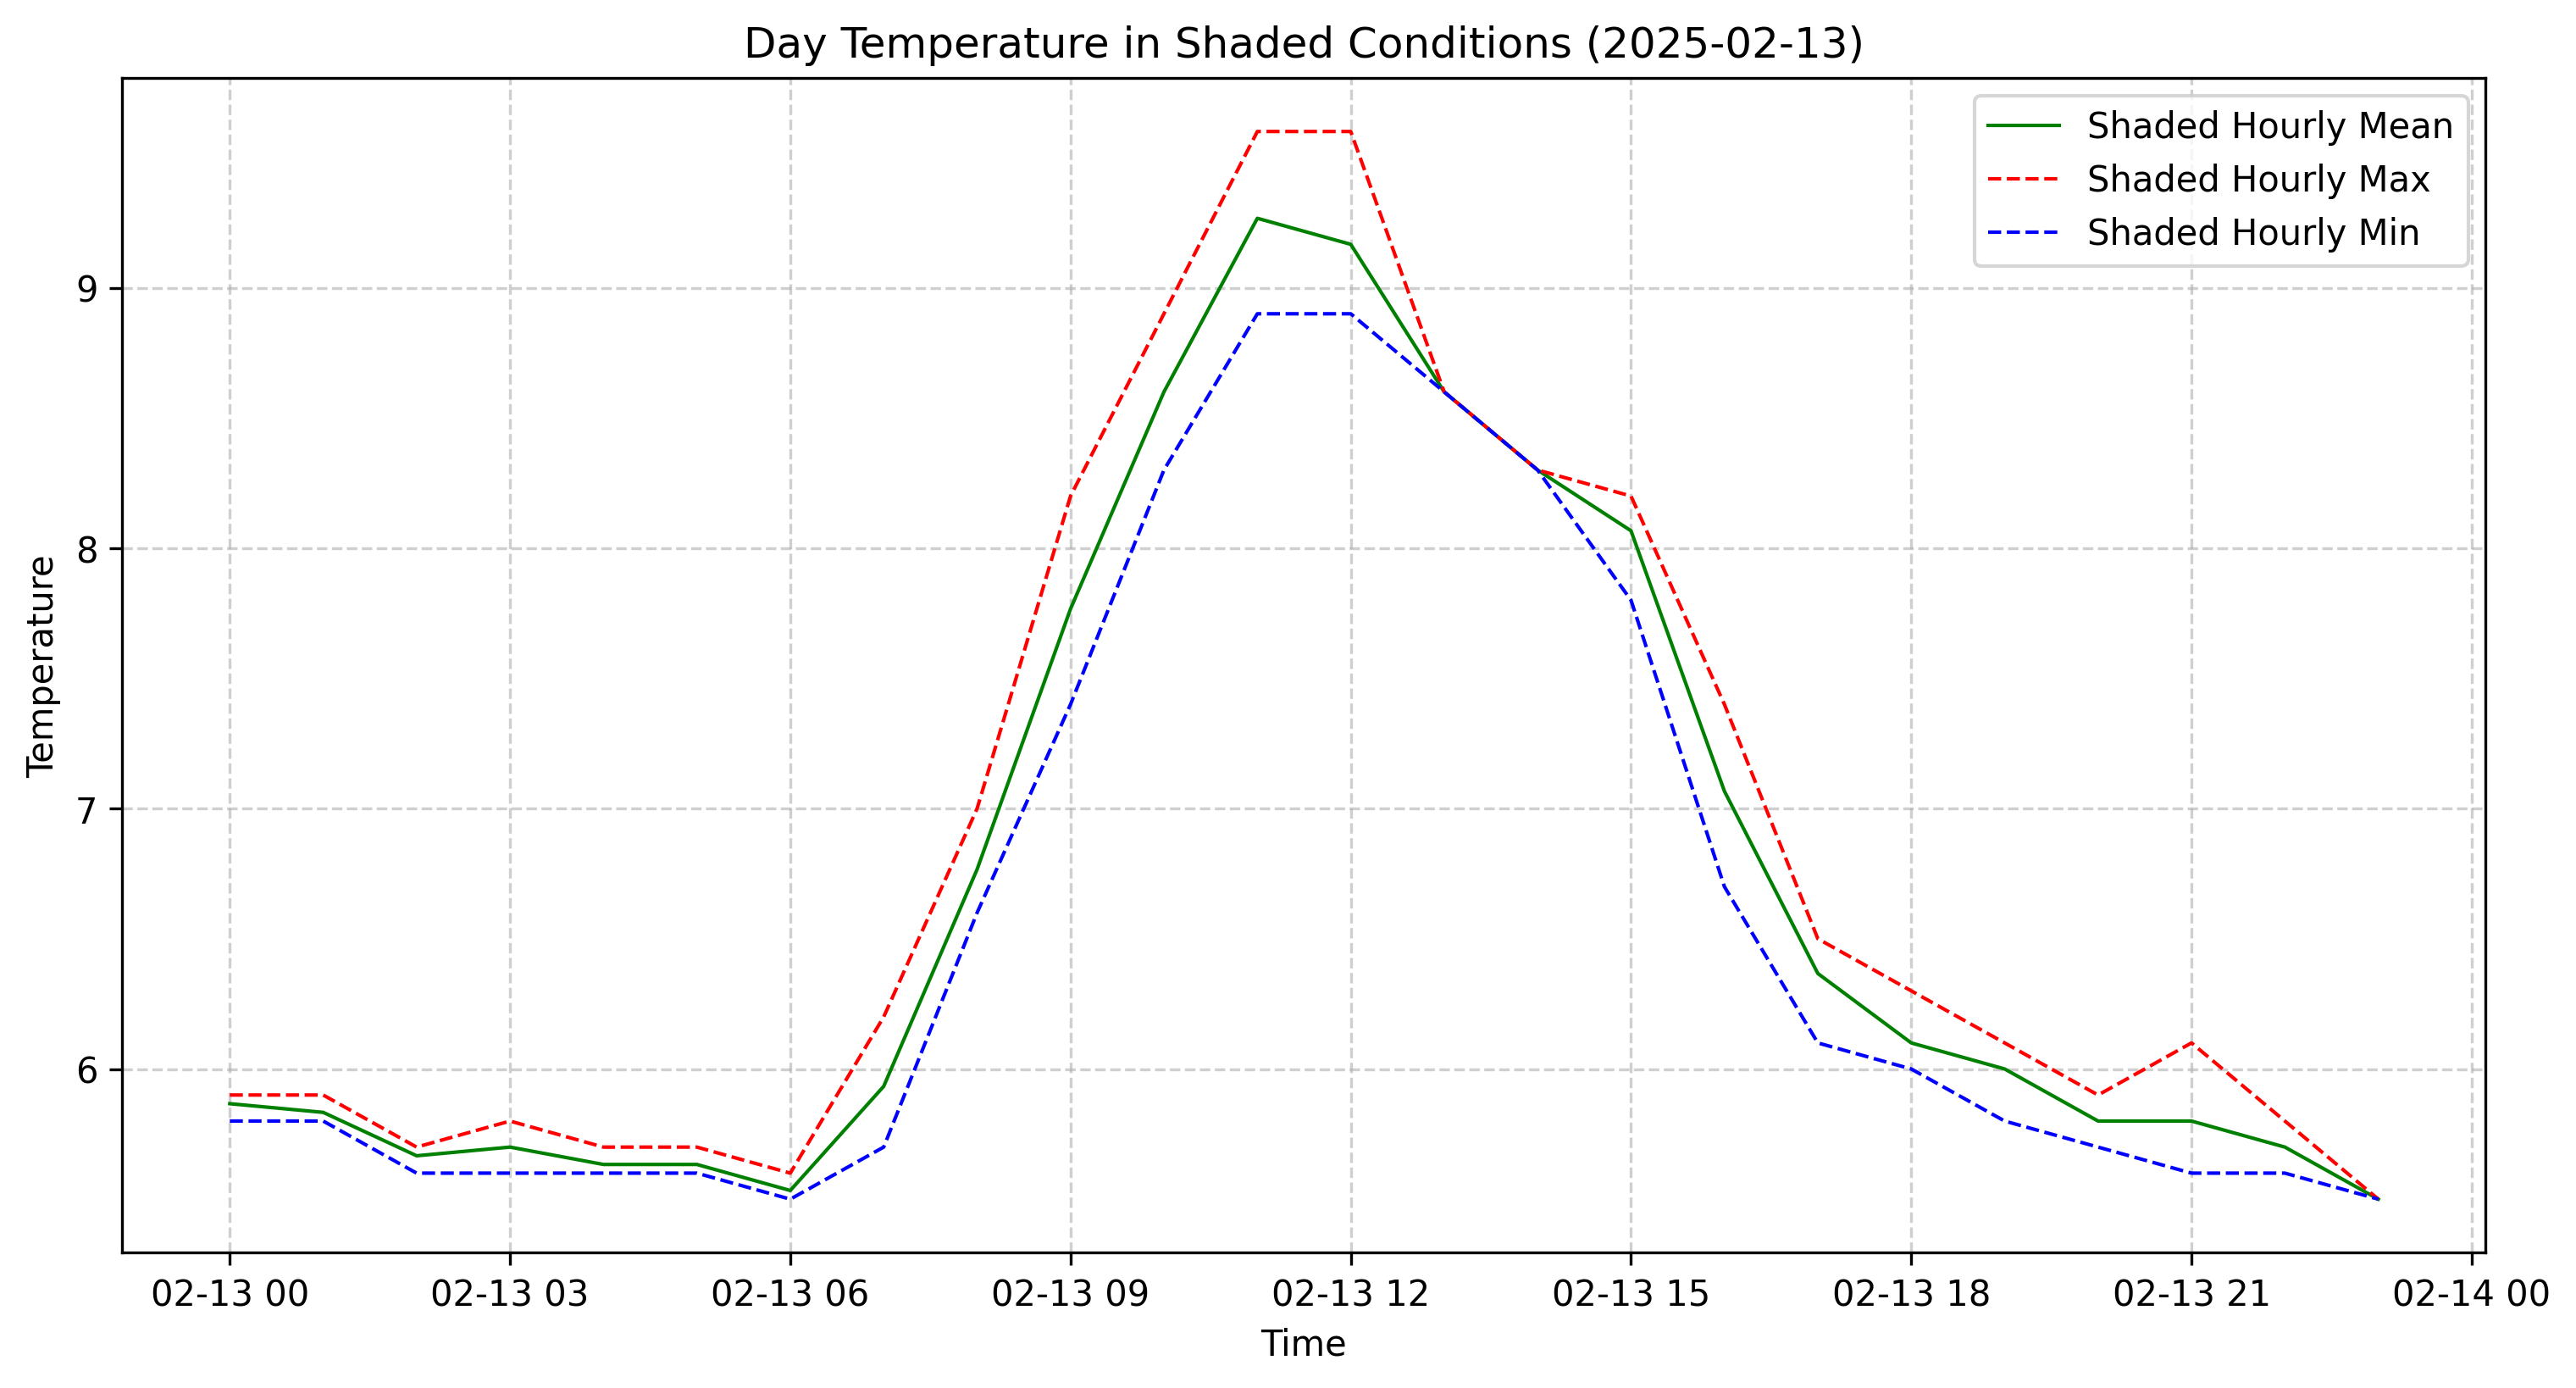 Day Temperature in Shaded Conditions (2025-02-13)
Shaded Hourly Mean
Shaded Hourly Max
Shaded Hourly Min
Temperature
9
8
7
6
02-13 00 02-13 03 02-13 06 02-13 09 02-13 12 02-13 15 02-13 18 02-13 21 02-14 00
Time